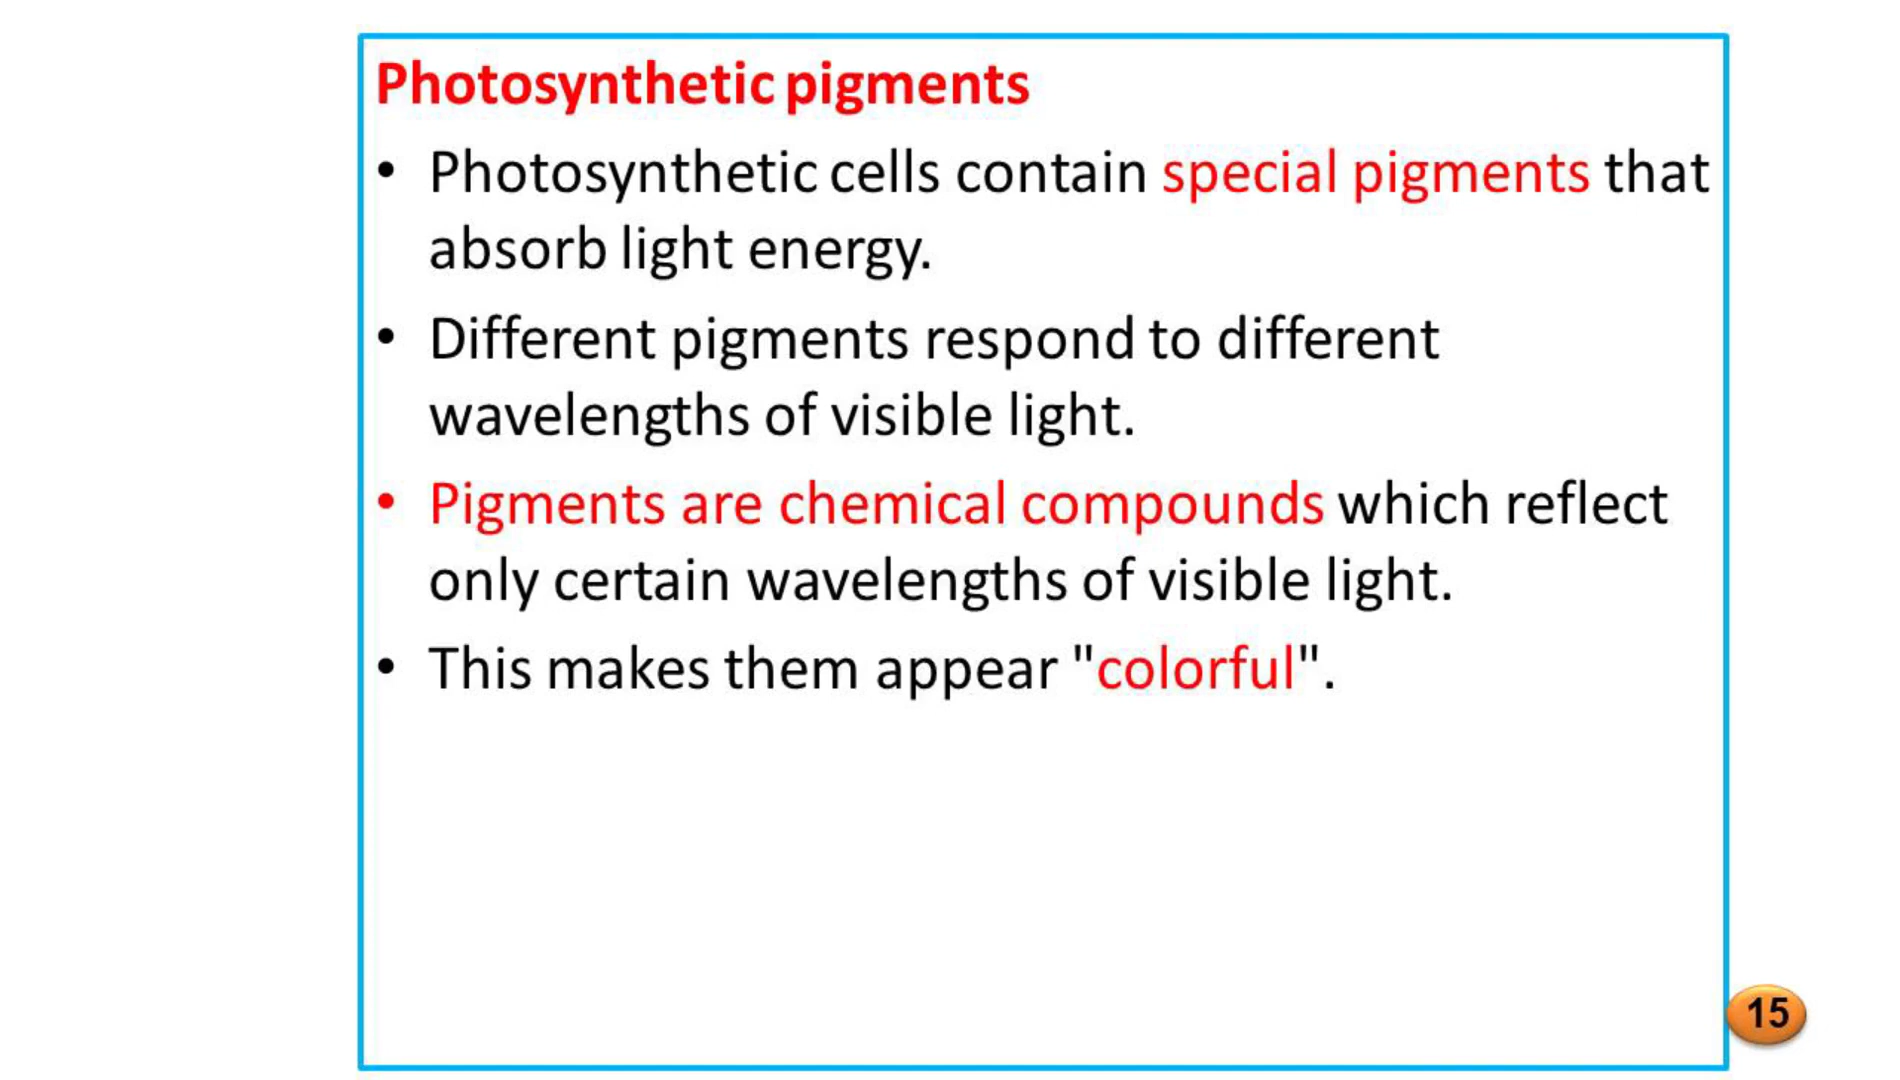 Photosynthetic pigments
• Photosynthetic cells contain special pigments that
absorb light energy.
• Different pigments respond to different
wavelengths of visible light.
• Pigments are chemical compounds which reflect
only certain wavelengths of visible light.
• This makes them appear "colorful".
15